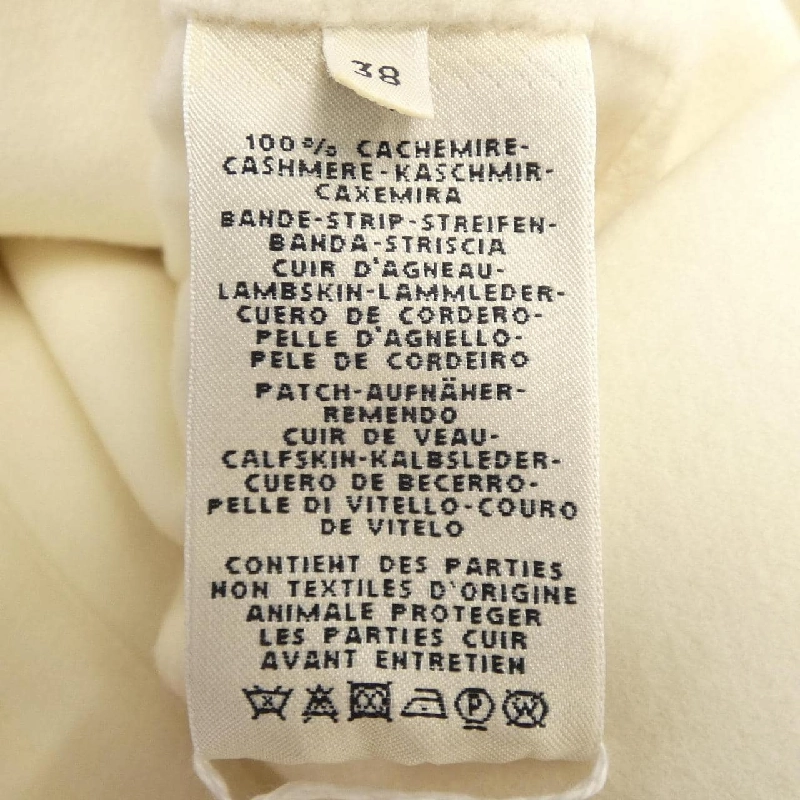 38
100% CACHEMIRE-
CASHMERE-KASCHMIR-
CAXEMIRA
BANDE-STRIP-STREIFEN-
BANDA-STRISCIA
CUIR D'AGNEAU-
LAMBSKIN-LAMMLEDER-
CUERO DE CORDERO-
PELLE D'AGNELLO-
PELE DE CORDEIRO
PATCH-AUFNÄHER-
REMENDO
CUIR DE VEAU-
CALFSKIN-KALBSLEDER-
CUERO DE BECERRO-
PELLE DI VITELLO-COURO
DE VITELO
CONTIENT DES PARTIES
NON TEXTILES D'ORIGINE
ANIMALE PROTEGER
LES PARTIES CUIR
AVANT ENTRETIEN
P W